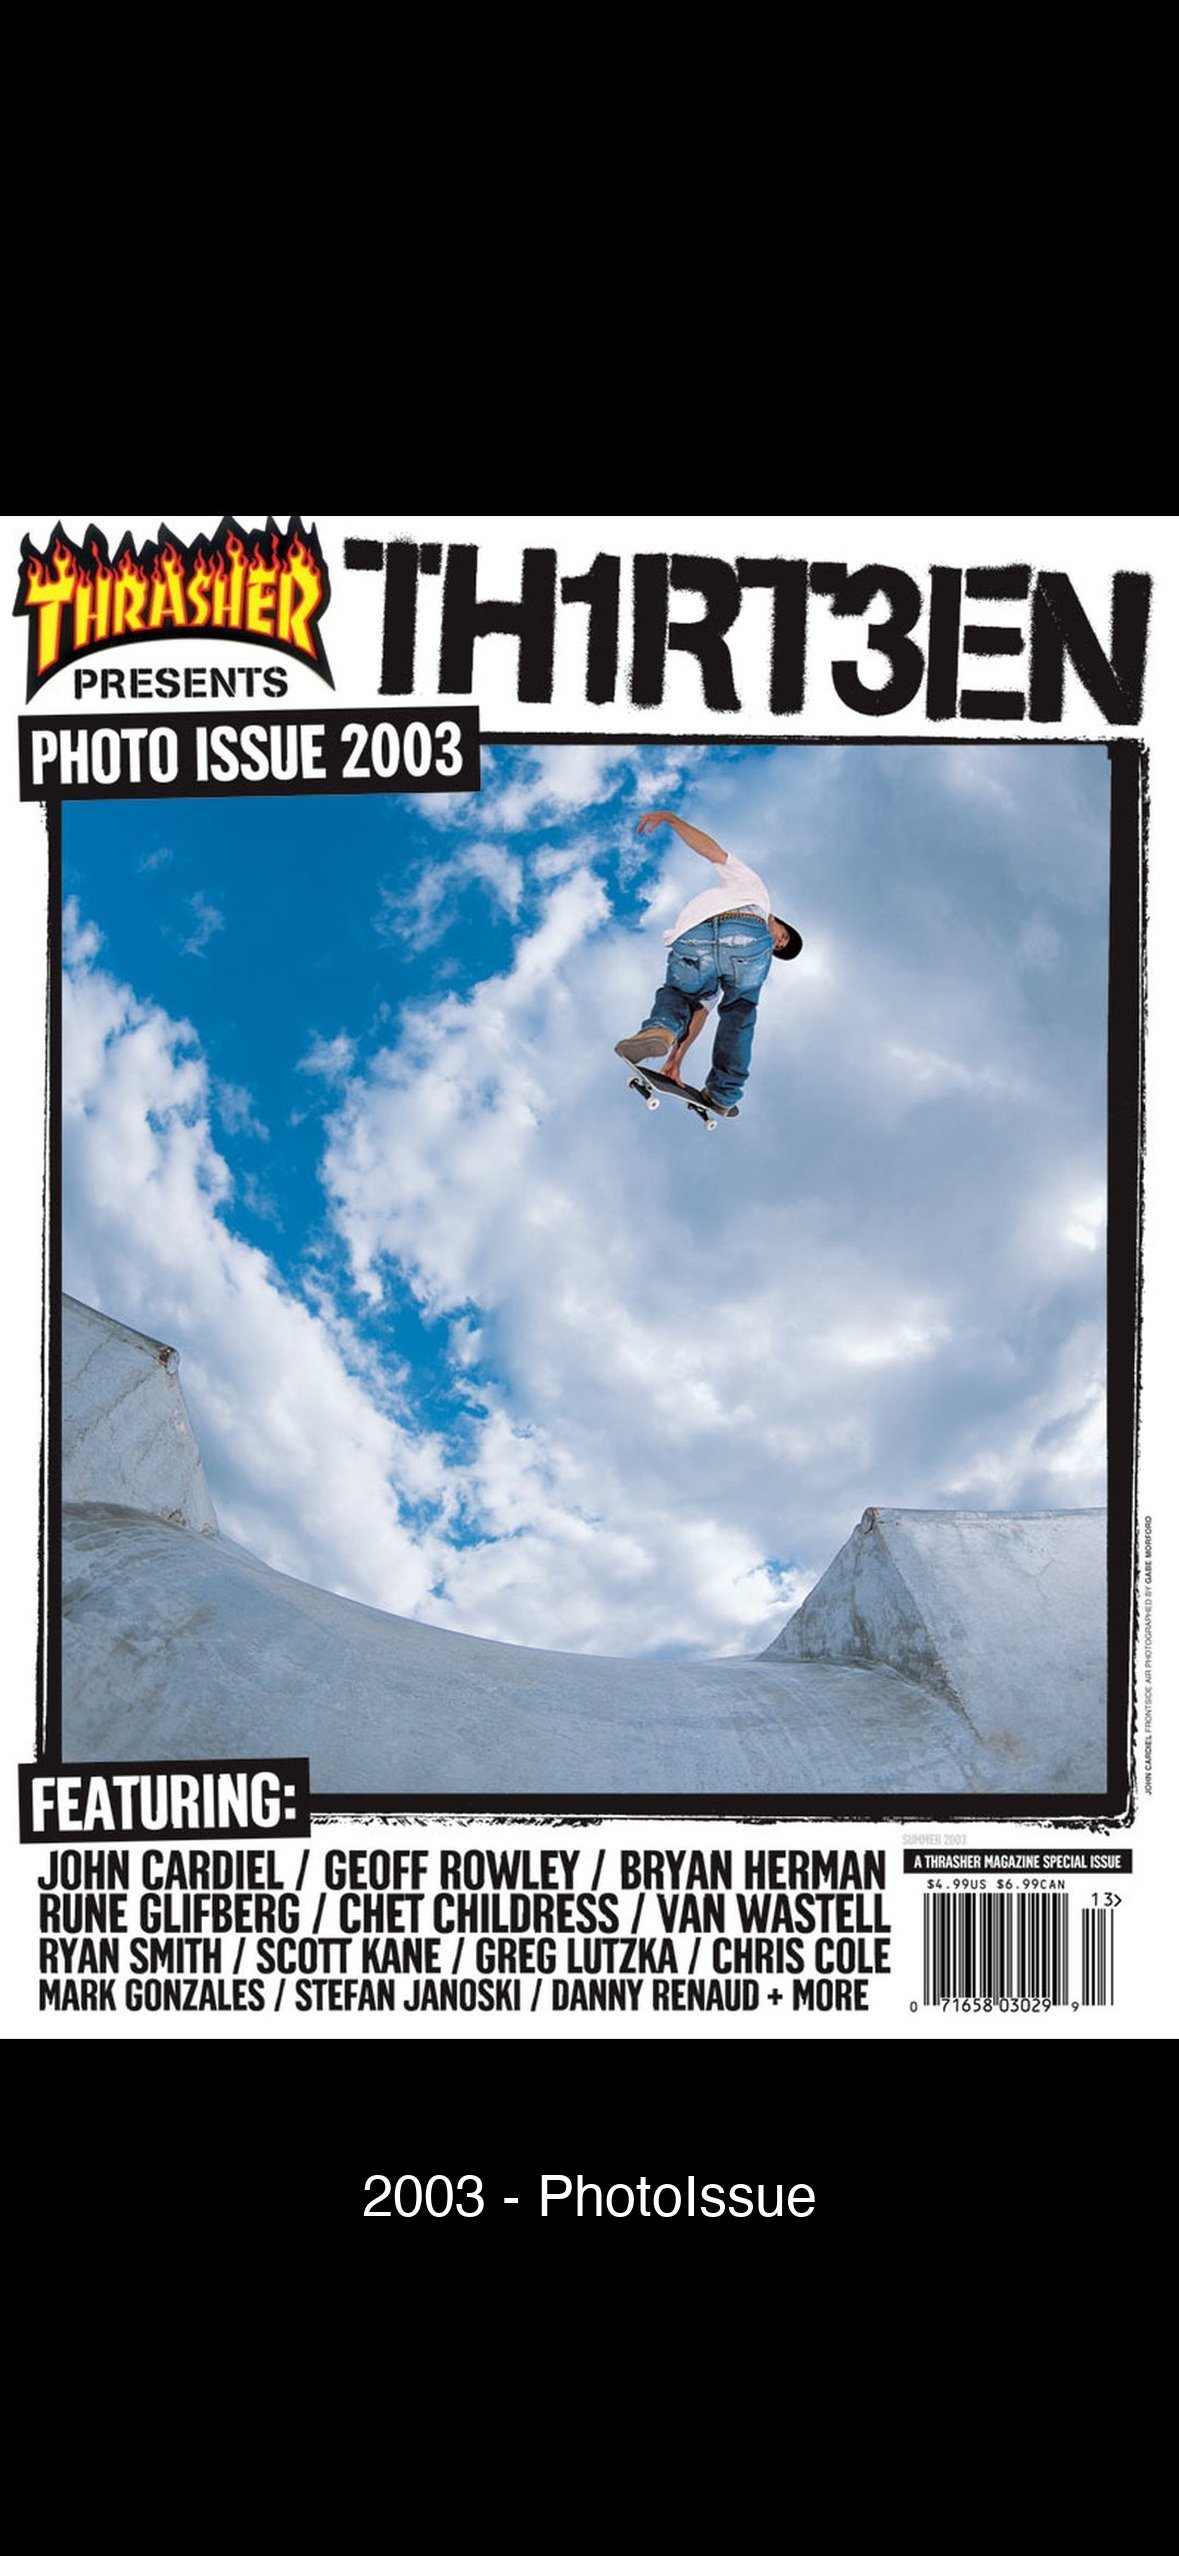 THRASHER
PRESENTS
TH1RT3EN
PHOTO ISSUE 2003
JOHN CARDIEL FRONTSIDE AIR PHOTOGRAPHED BY GABE MORFORD
FEATURING:
JOHN CARDIEL / GEOFF ROWLEY / BRYAN HERMAN
RUNE GLIFBERG / CHET CHILDRESS / VAN WASTELL
RYAN SMITH / SCOTT KANE / GREG LUTZKA / CHRIS COLE
MARK GONZALES / STEFAN JANOSKI / DANNY RENAUD + MORE
SUMMER 2003
A THRASHER MAGAZINE SPECIAL ISSUE
$4.99US $6.99CAN
13>
0 71658 03029 9
2003 - PhotoIssue